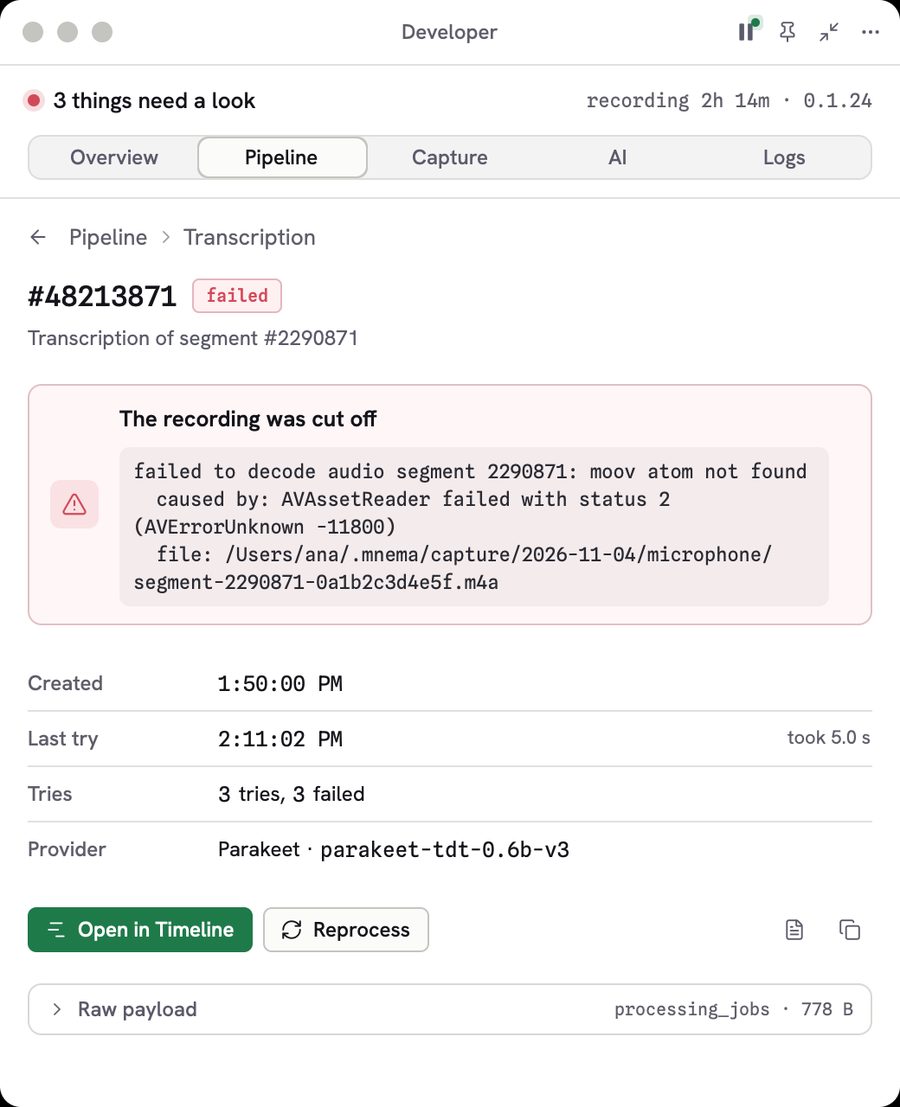 Developer
3 things need a look
recording 2h 14m · 0.1.24
Overview
Pipeline
Capture
AI
Logs
Pipeline
Transcription
#48213871
failed
Transcription of segment #2290871
The recording was cut off
failed to decode audio segment 2290871: moov atom not found
caused by: AVAssetReader failed with status 2
(AVErrorUnknown -11800)
file: /Users/ana/.mnema/capture/2026-11-04/microphone/
segment-2290871-0a1b2c3d4e5f.m4a
Created
1:50:00 PM
Last try
2:11:02 PM
took 5.0 s
Tries
3 tries, 3 failed
Provider
Parakeet · parakeet-tdt-0.6b-v3
Open in Timeline
Reprocess
Raw payload
processing_jobs · 778 B